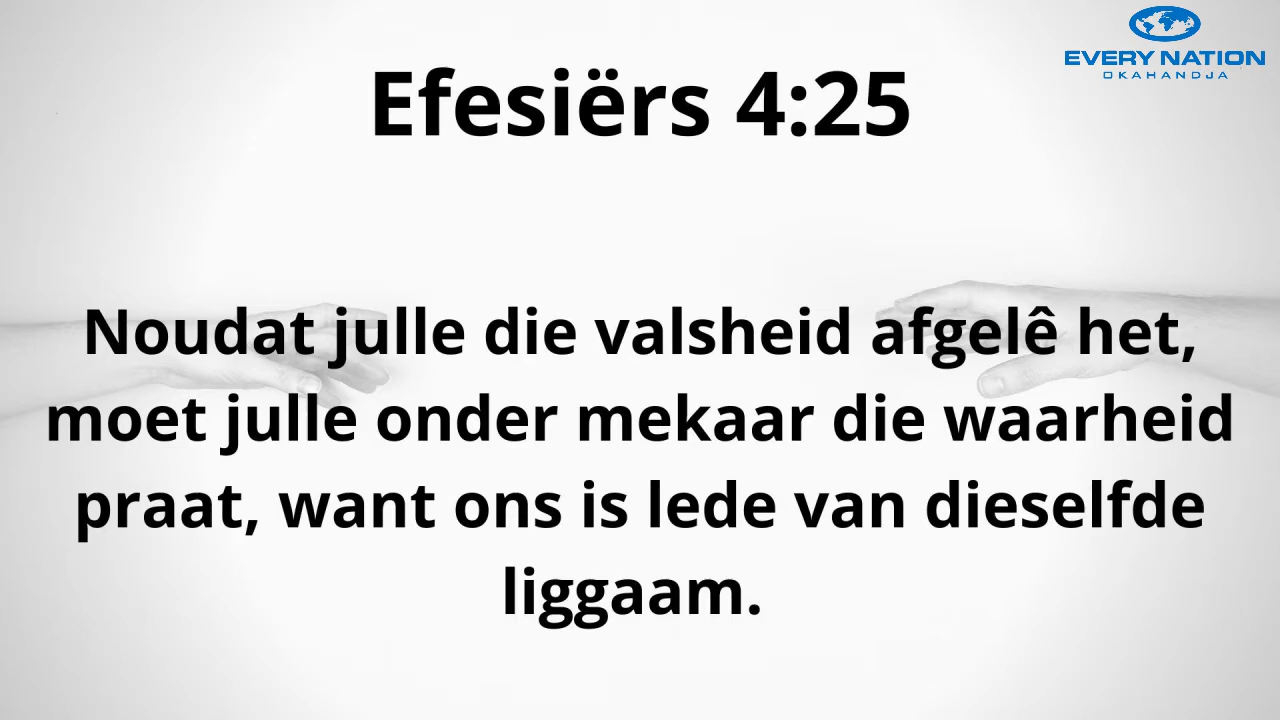 EVERY NATION
OKAHANDJA
Efesiërs 4:25
Noudat julle die valsheid afgelê het,
moet julle onder mekaar die waarheid
praat, want ons is lede van dieselfde
liggaam.